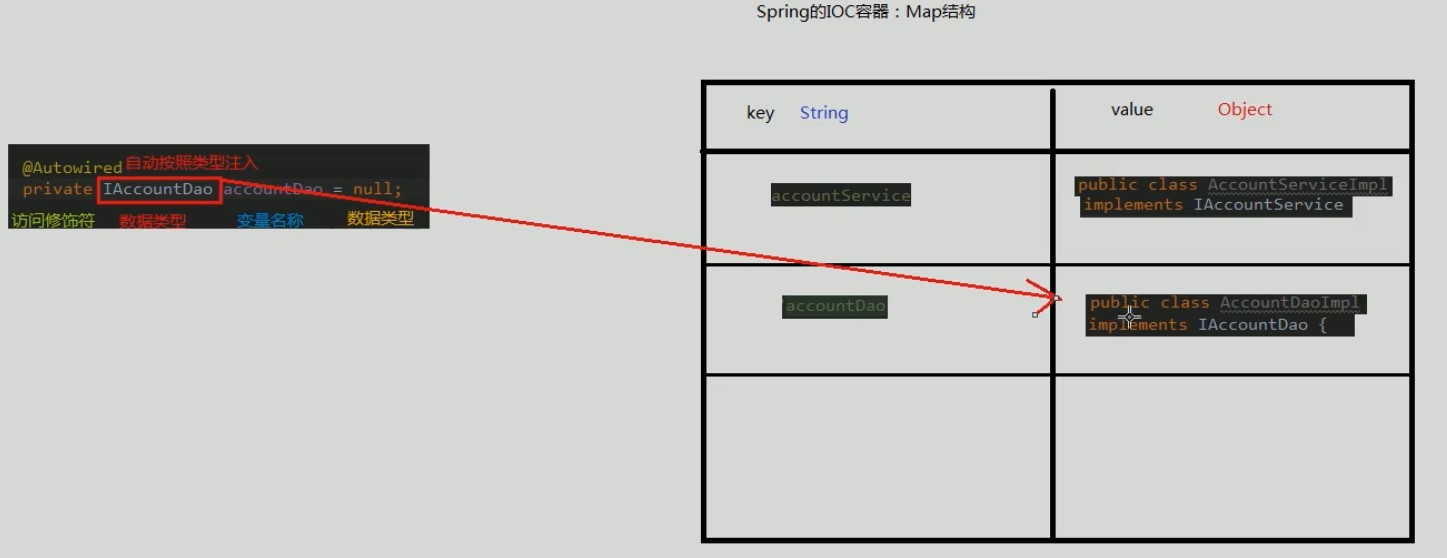 Spring的IOC容器：Map结构
key String
value Object
@Autowired 自动按照类型注入
private IAccountDao accountDao = null;
访问修饰符 数据类型 变量名称 数据类型
accountService
public class AccountServiceImpl
implements IAccountService
accountDao
public class AccountDaoImpl
implements IAccountDao {